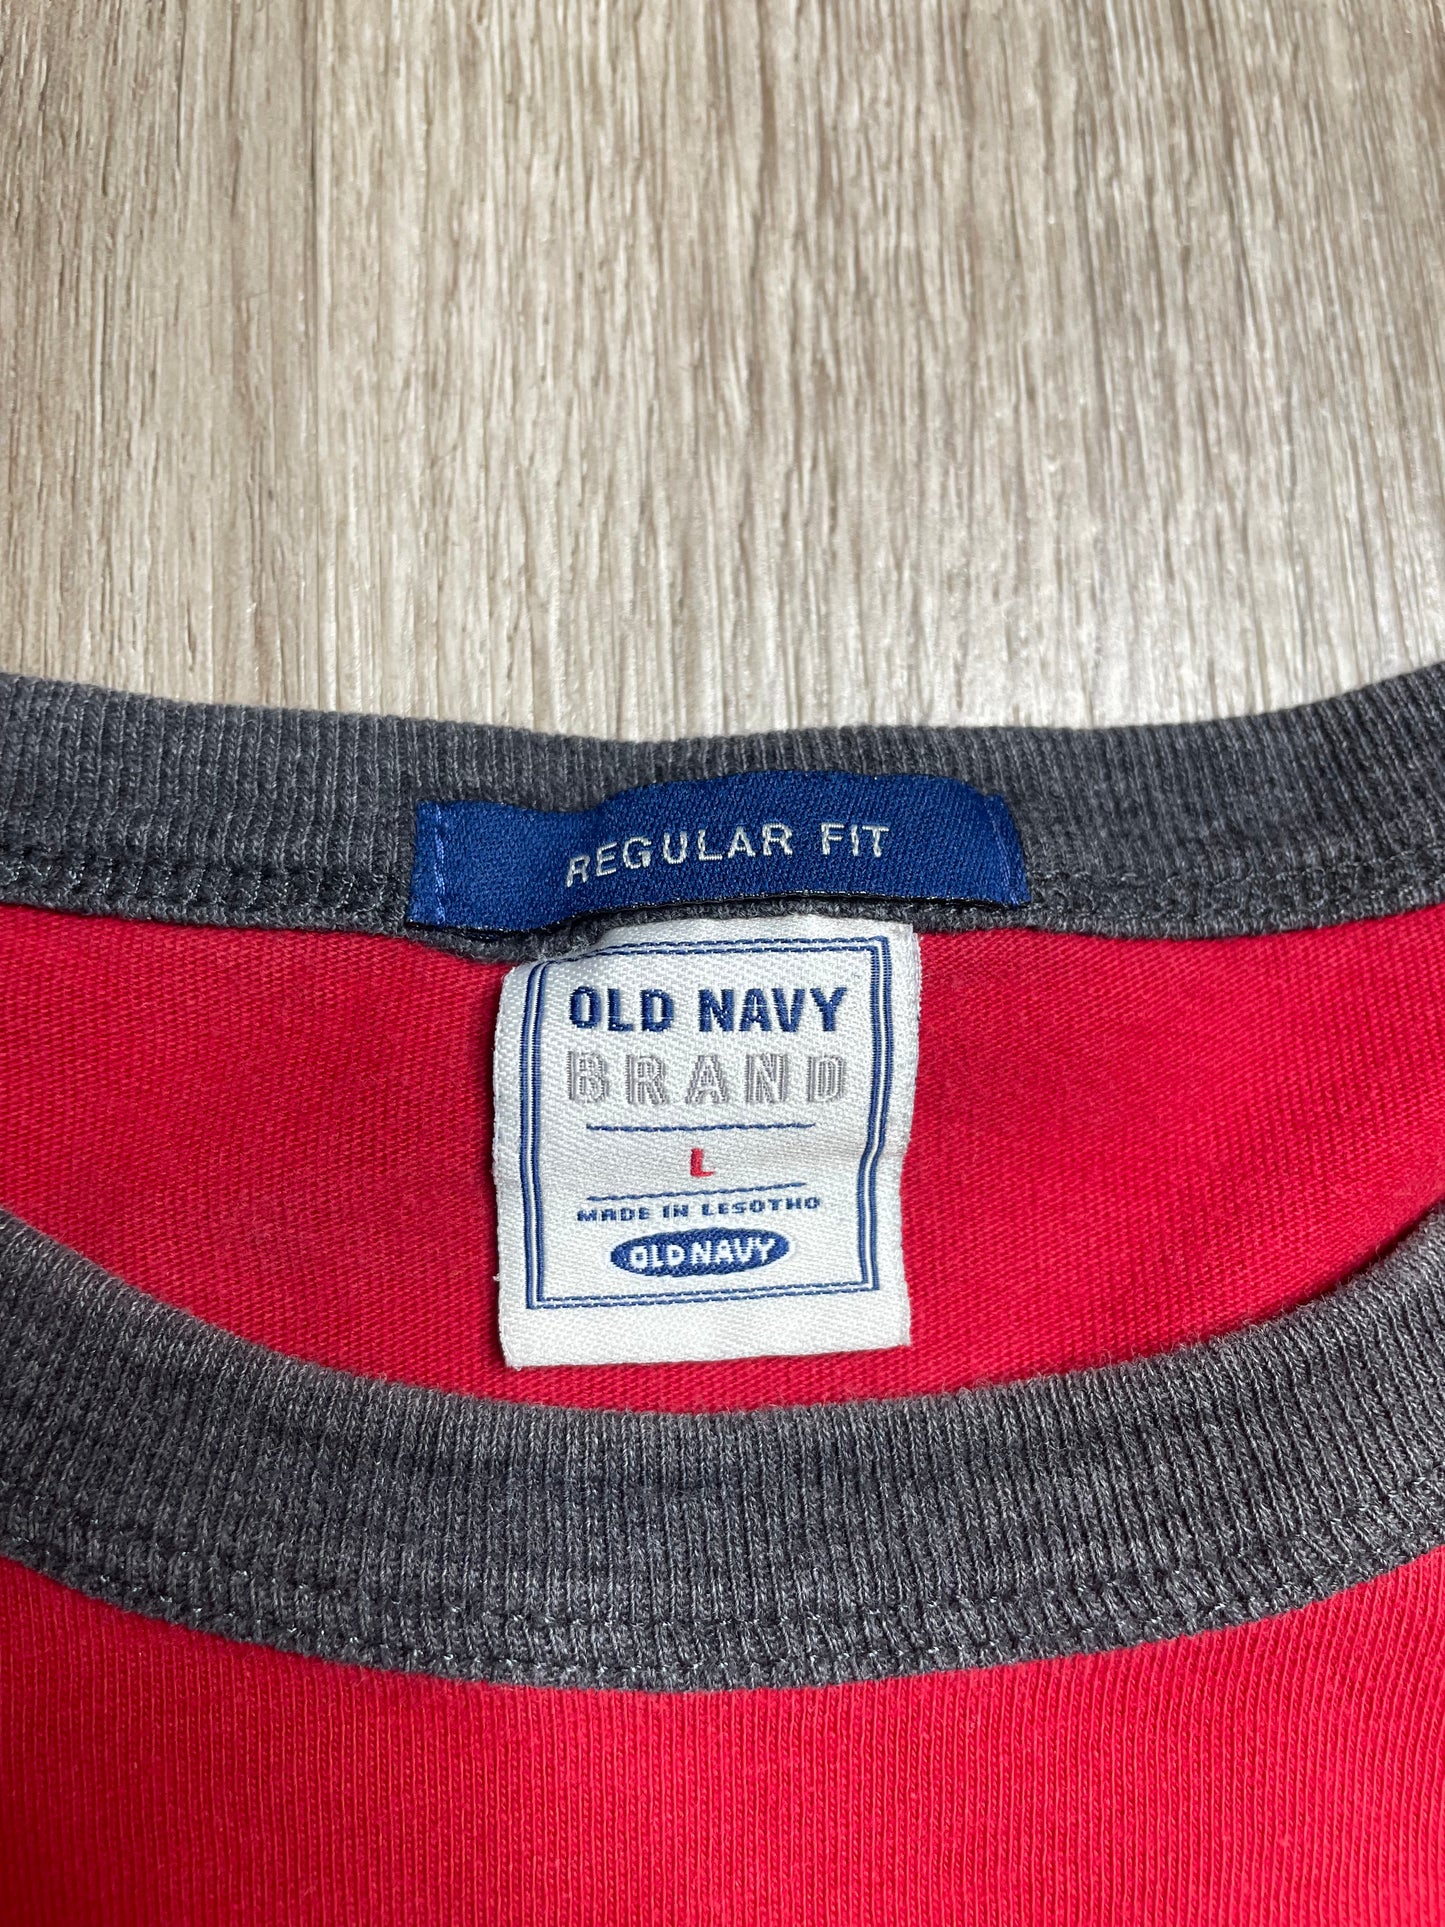 REGULAR FIT
OLD NAVY
BRAND
L
MADE IN LESOTHO
OLD NAVY